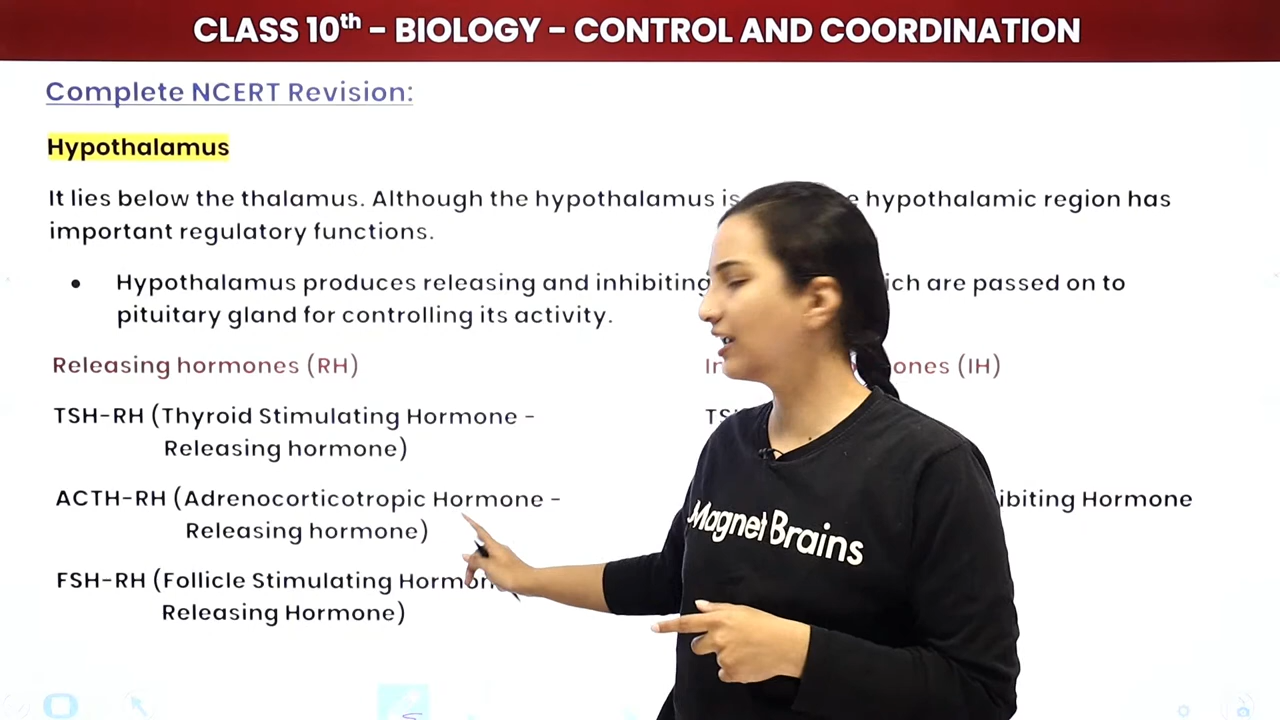 CLASS 10th - BIOLOGY - CONTROL AND COORDINATION
Complete NCERT Revision:
Hypothalamus
It lies below the thalamus. Although the hypothalamus is hypothalamic region has
important regulatory functions.
• Hypothalamus produces releasing and inhibiting are passed on to
pituitary gland for controlling its activity.
Releasing hormones (RH)
(IH)
TSH-RH (Thyroid Stimulating Hormone -
Releasing hormone)
ACTH-RH (Adrenocorticotropic Hormone -
Releasing hormone)
Hormone
FSH-RH (Follicle Stimulating
Releasing Hormone)
Magnet Brains